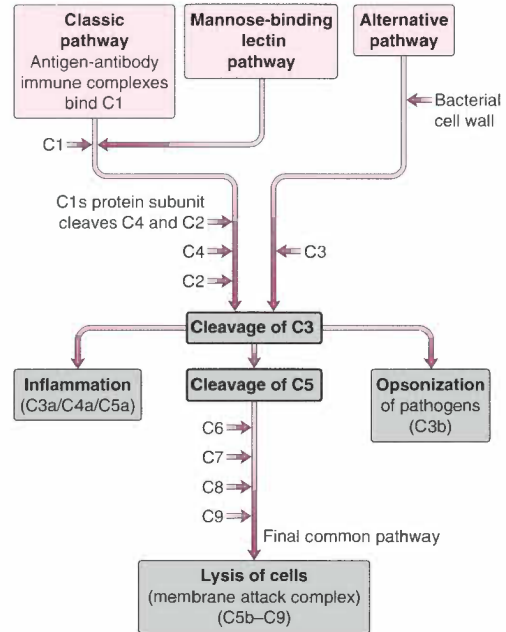 Classic
pathway
Antigen-antibody
immune complexes
bind C1
Mannose-binding
lectin
pathway
Alternative
pathway
Bacterial
cell wall
C1
C1s protein subunit
cleaves C4 and C2
C4
C3
C2
Cleavage of C3
Inflammation
(C3a/C4a/C5a)
Cleavage of C5
Opsonization
of pathogens
(C3b)
C6
C7
C8
C9
Final common pathway
Lysis of cells
(membrane attack complex)
(C5b–C9)